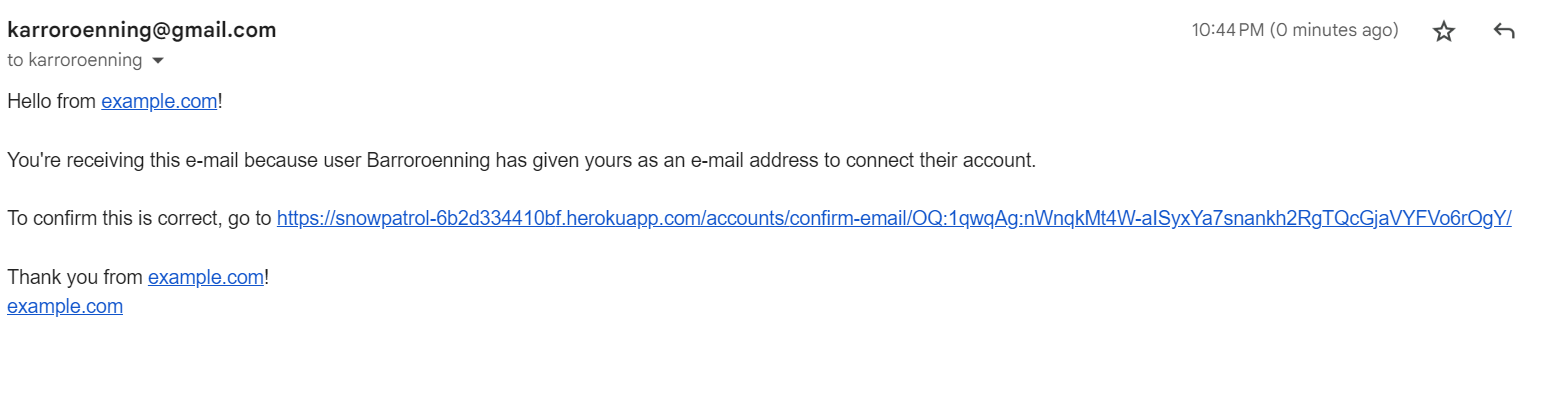 karroroenning@gmail.com
10:44 PM (0 minutes ago)
to karroroenning
Hello from example.com!
You're receiving this e-mail because user Barroroenning has given yours as an e-mail address to connect their account.
To confirm this is correct, go to https://snowpatrol-6b2d334410bf.herokuapp.com/accounts/confirm-email/OQ:1qwqAg:nWnqkMt4W-aISyxYa7snankh2RgTQcGjaVYFVo6rOgY/
Thank you from example.com!
example.com